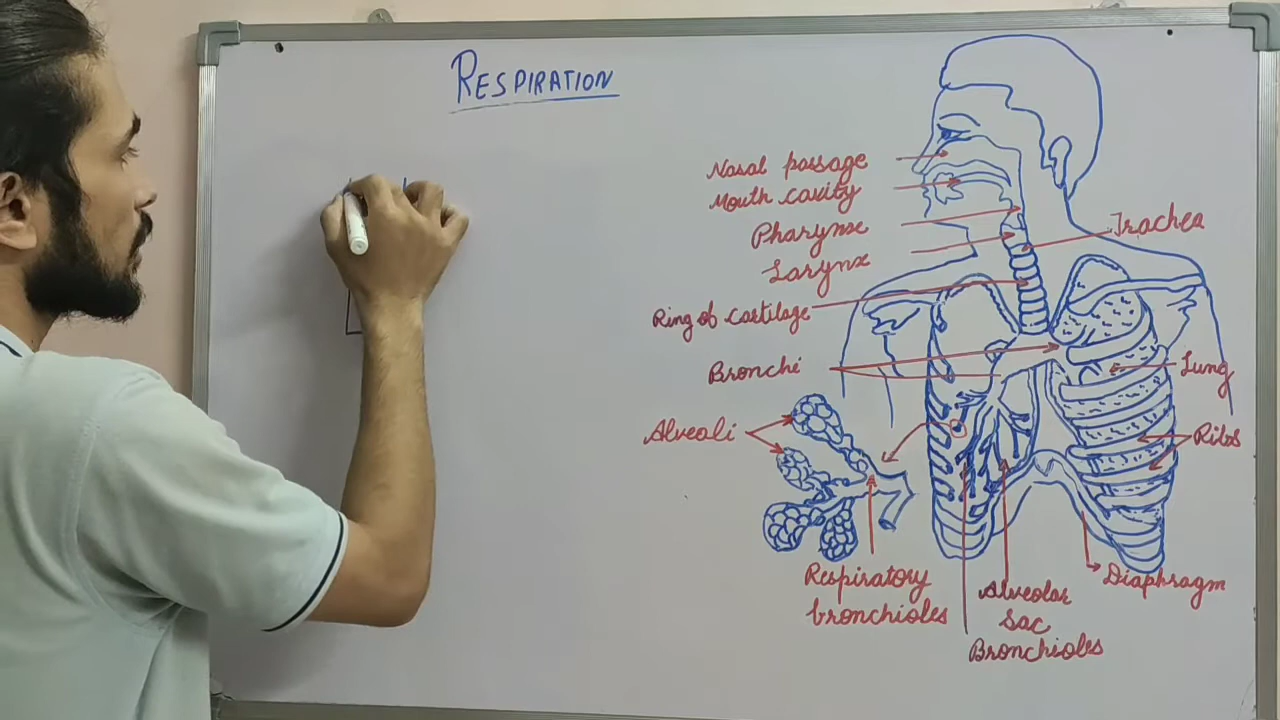 RESPIRATION
Nasal passage
Mouth cavity
Pharynx
Larynx
Trachea
Ring of cartilage
Bronchi
Lung
Alveoli
Ribs
Respiratory
bronchioles
Alveolar
Sac
Bronchioles
Diaphragm